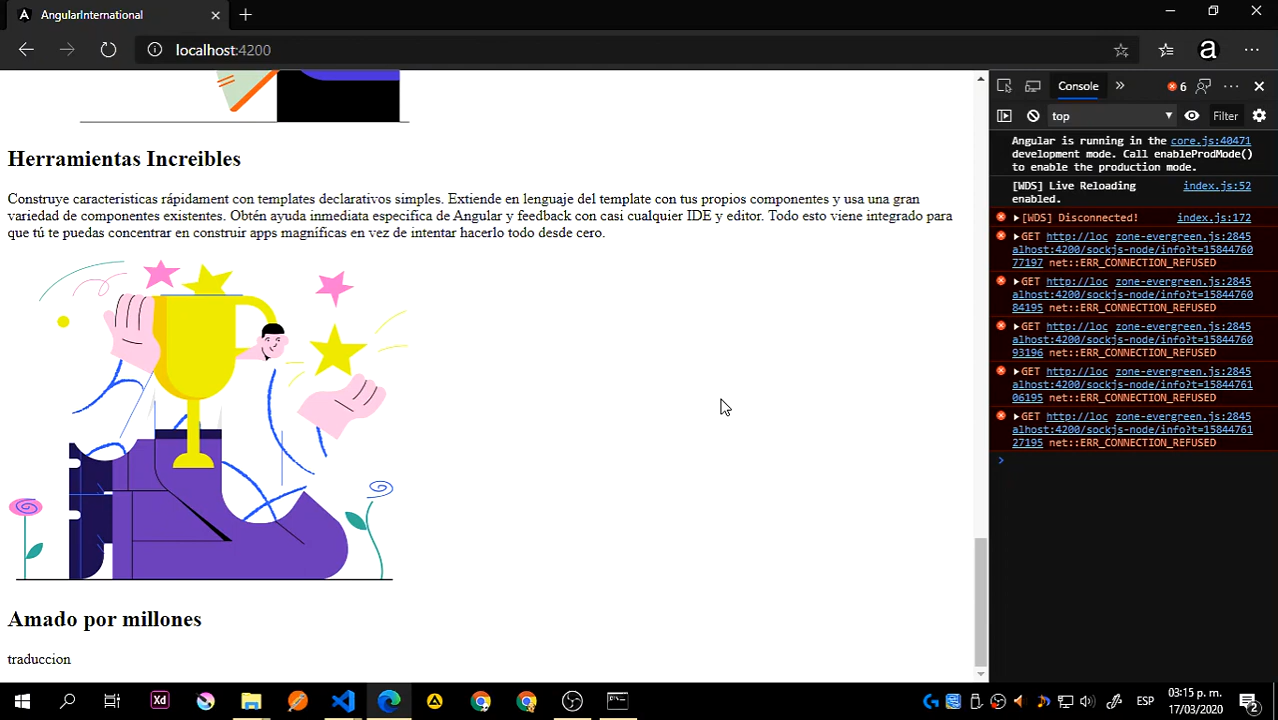 AngularInternational
localhost:4200
Herramientas Increibles
Construye caracteristicas rápidament con templates declarativos simples. Extiende en lenguaje del template con tus propios componentes y usa una gran
variedad de componentes existentes. Obtén ayuda inmediata especifica de Angular y feedback con casi cualquier IDE y editor. Todo esto viene integrado para
que tú te puedas concentrar en construir apps magníficas en vez de intentar hacerlo todo desde cero.
Amado por millones
traduccion
Console
6
top
Filter
Angular is running in the core.js:40471
development mode. Call enableProdMode()
to enable the production mode.
[WDS] Live Reloading index.js:52
enabled.
[WDS] Disconnected! index.js:172
GET http://loc zone-evergreen.js:2845
alhost:4200/sockjs-node/info?t=15844760
77197 net::ERR_CONNECTION_REFUSED
GET http://loc zone-evergreen.js:2845
alhost:4200/sockjs-node/info?t=15844760
84195 net::ERR_CONNECTION_REFUSED
GET http://loc zone-evergreen.js:2845
alhost:4200/sockjs-node/info?t=15844760
93196 net::ERR_CONNECTION_REFUSED
GET http://loc zone-evergreen.js:2845
alhost:4200/sockjs-node/info?t=15844761
06195 net::ERR_CONNECTION_REFUSED
GET http://loc zone-evergreen.js:2845
alhost:4200/sockjs-node/info?t=15844761
27195 net::ERR_CONNECTION_REFUSED
Xd
ESP
03:15 p. m.
17/03/2020
2